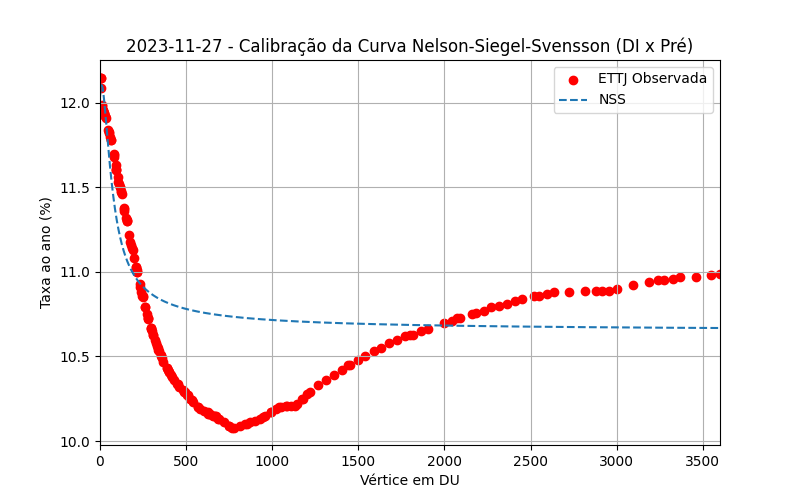 2023-11-27 - Calibração da Curva Nelson-Siegel-Svensson (DI x Pré)
ETTJ Observada
NSS
Taxa ao ano (%)
12.0
11.5
11.0
10.5
10.0
0 500 1000 1500 2000 2500 3000 3500
Vértice em DU